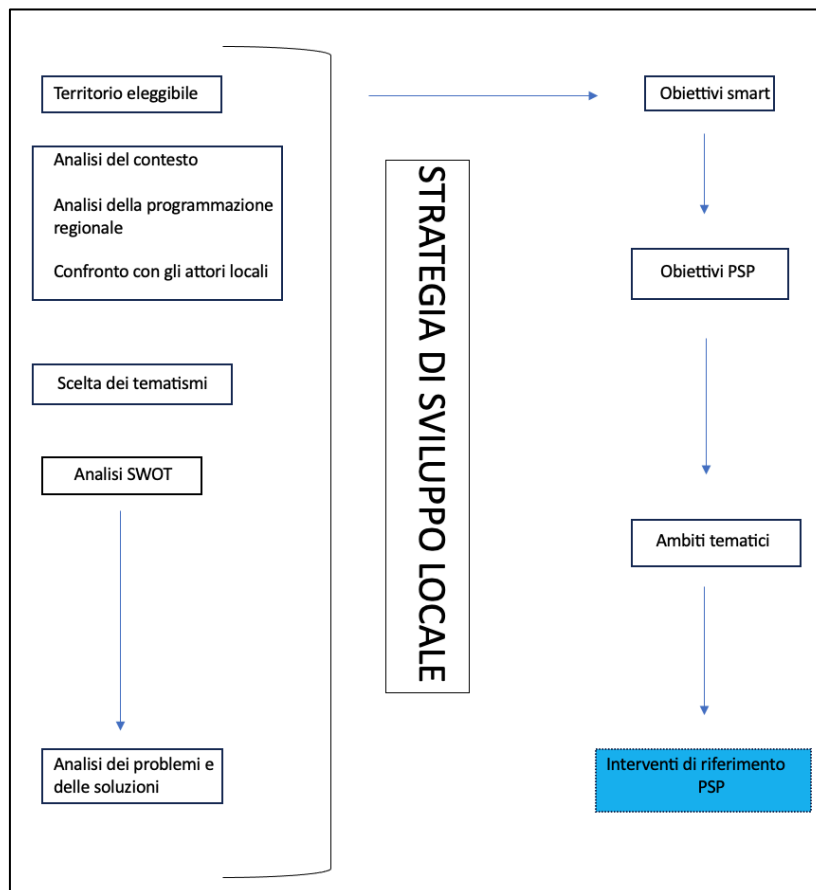 Territorio eleggibile
Analisi del contesto
Analisi della programmazione
regionale
Confronto con gli attori locali
Scelta dei tematismi
Analisi SWOT
Analisi dei problemi e
delle soluzioni
STRATEGIA DI SVILUPPO LOCALE
Obiettivi smart
Obiettivi PSP
Ambiti tematici
Interventi di riferimento
PSP